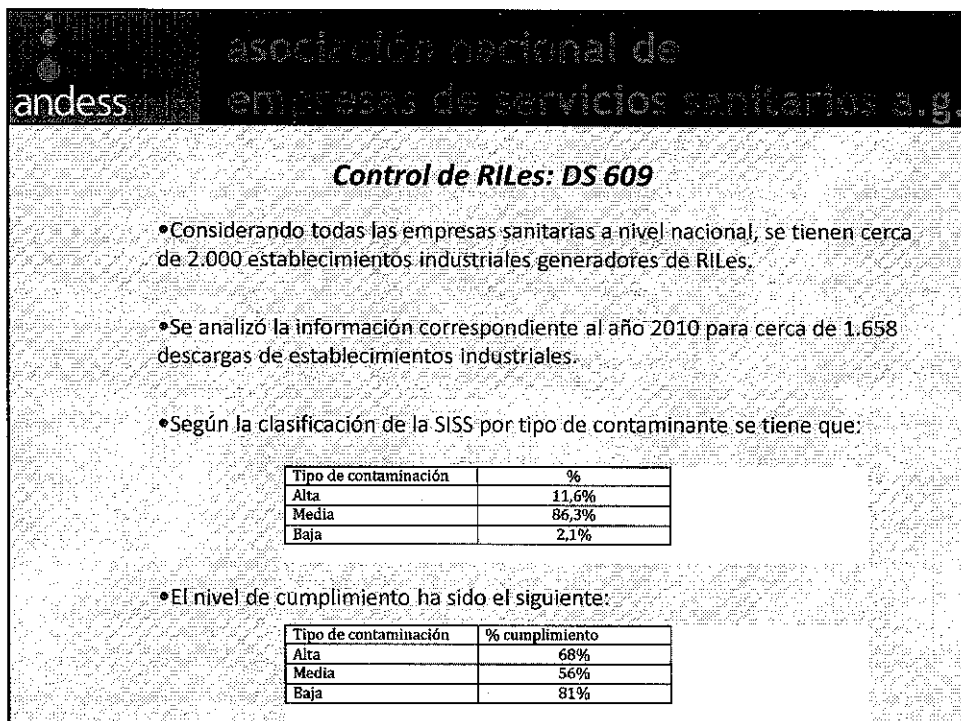 asociación nacional de
andess empresas de servicios sanitarios a.g.
Control de RILes: DS 609
•Considerando todas las empresas sanitarias a nivel nacional, se tienen cerca
de 2.000 establecimientos industriales generadores de RILes.
•Se analizó la información correspondiente al año 2010 para cerca de 1.658
descargas de establecimientos industriales.
•Según la clasificación de la SISS por tipo de contaminante se tiene que:
Tipo de contaminación %
Alta 11,6%
Media 86,3%
Baja 2,1%
•El nivel de cumplimiento ha sido el siguiente:
Tipo de contaminación % cumplimiento
Alta 68%
Media 56%
Baja 81%